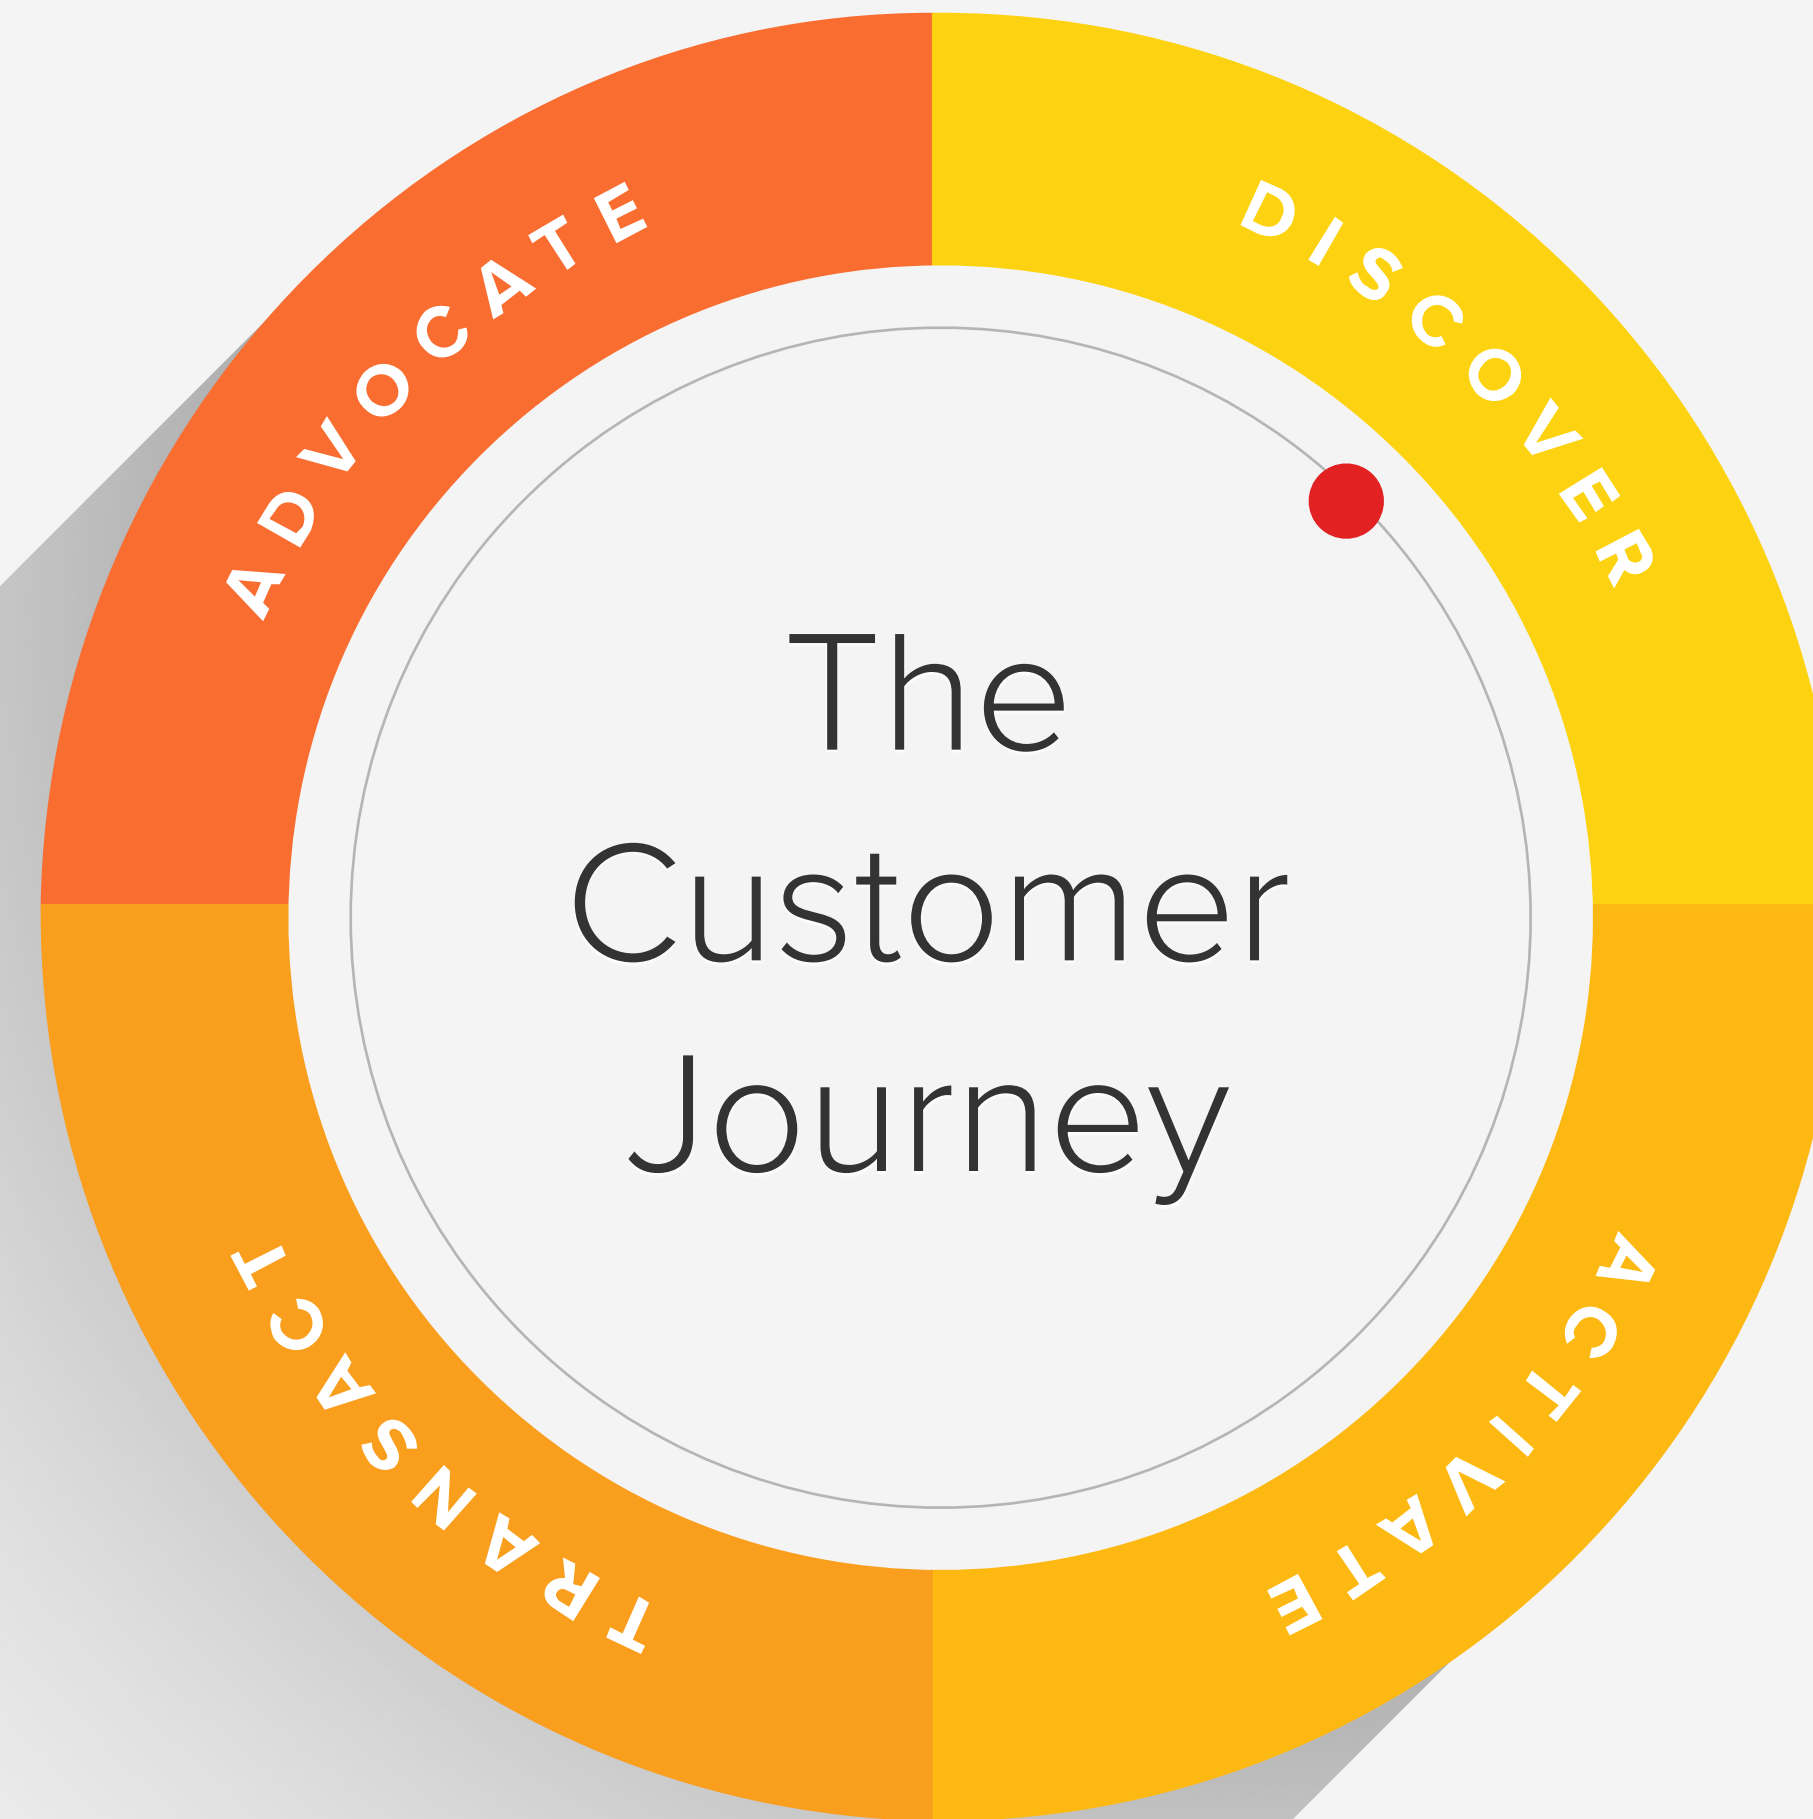 ADVOCATE
DISCOVER
The
Customer
Journey
ACTIVATE
TRANSACT